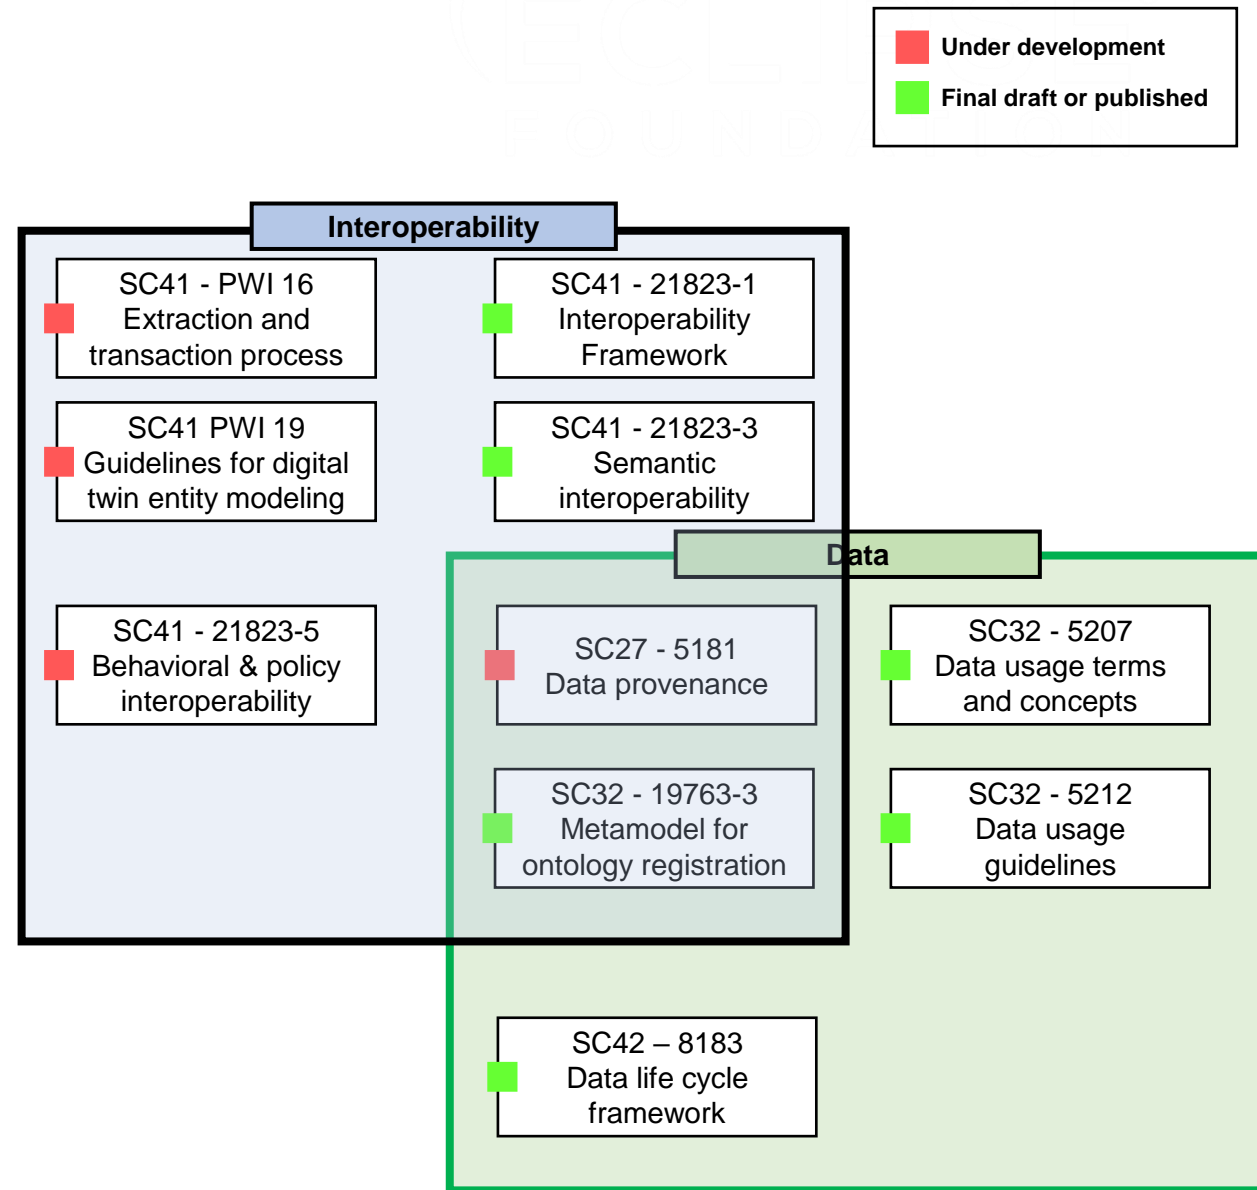 Under development
Final draft or published
Interoperability
SC41 - PWI 16
Extraction and
transaction process
SC41 - 21823-1
Interoperability
Framework
SC41 PWI 19
Guidelines for digital
twin entity modeling
SC41 - 21823-3
Semantic
interoperability
Data
SC41 - 21823-5
Behavioral & policy
interoperability
SC27 - 5181
Data provenance
SC32 - 5207
Data usage terms
and concepts
SC32 - 19763-3
Metamodel for
ontology registration
SC32 - 5212
Data usage
guidelines
SC42 – 8183
Data life cycle
framework